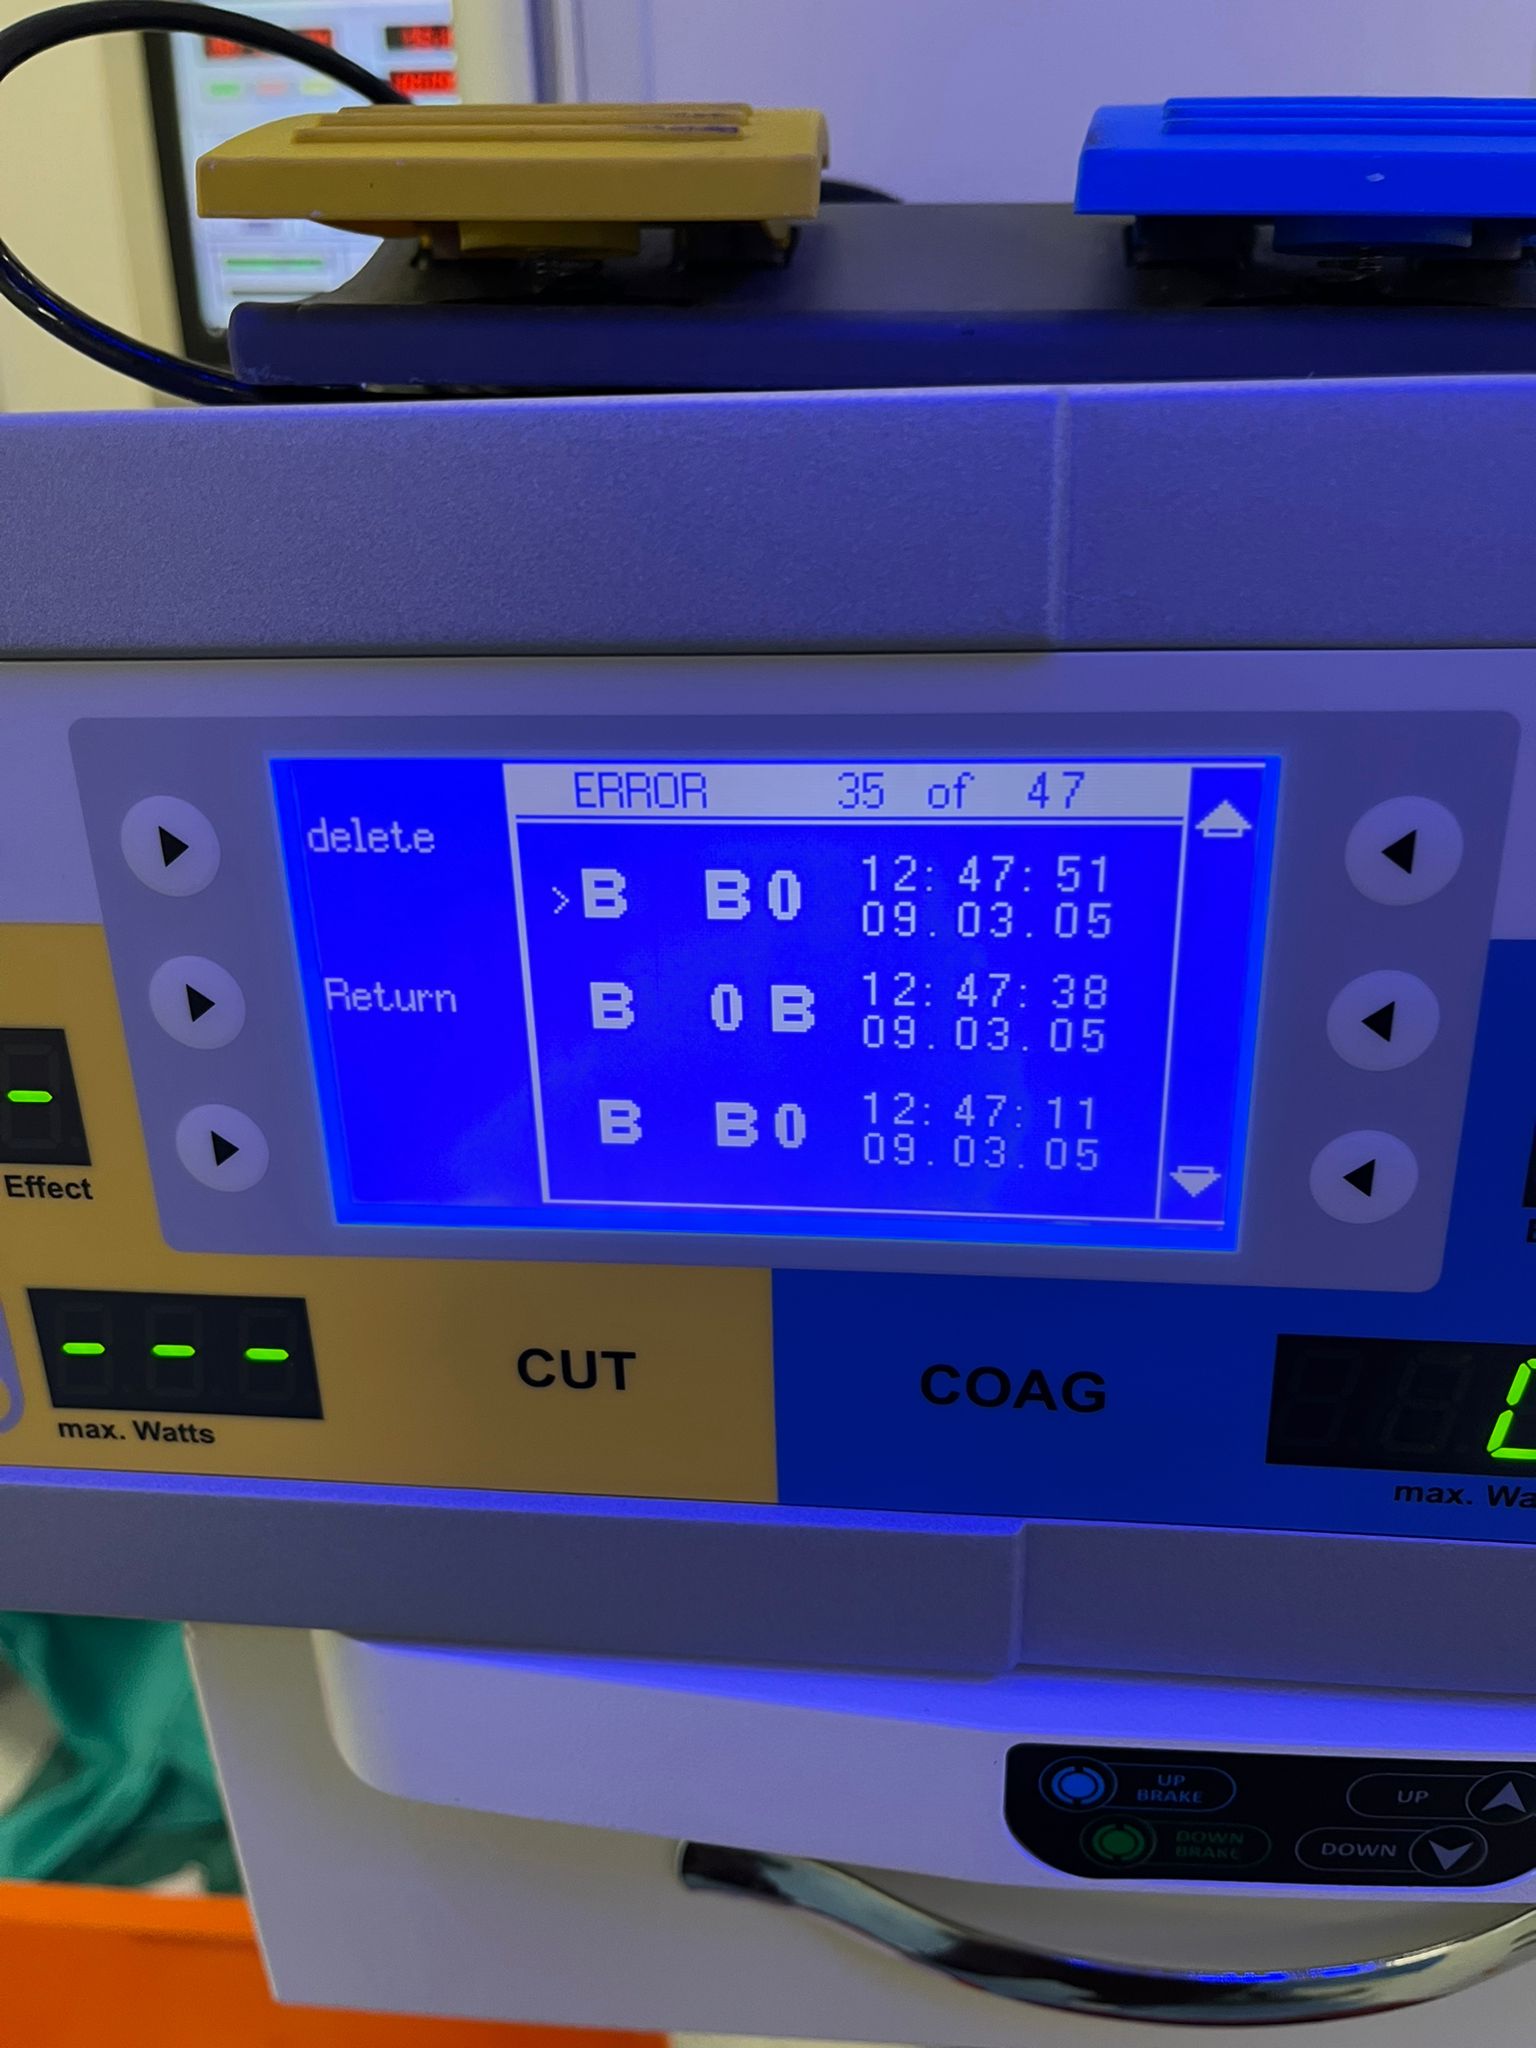 ERROR 35 of 47
delete
>B B0 12:47:51
09.03.05
Return
B 0B 12:47:38
09.03.05
B B0 12:47:11
09.03.05
Effect
- - -
CUT
COAG
max. Watts
max. Wa
UP
BRAKE
UP
DOWN
BRAKE
DOWN